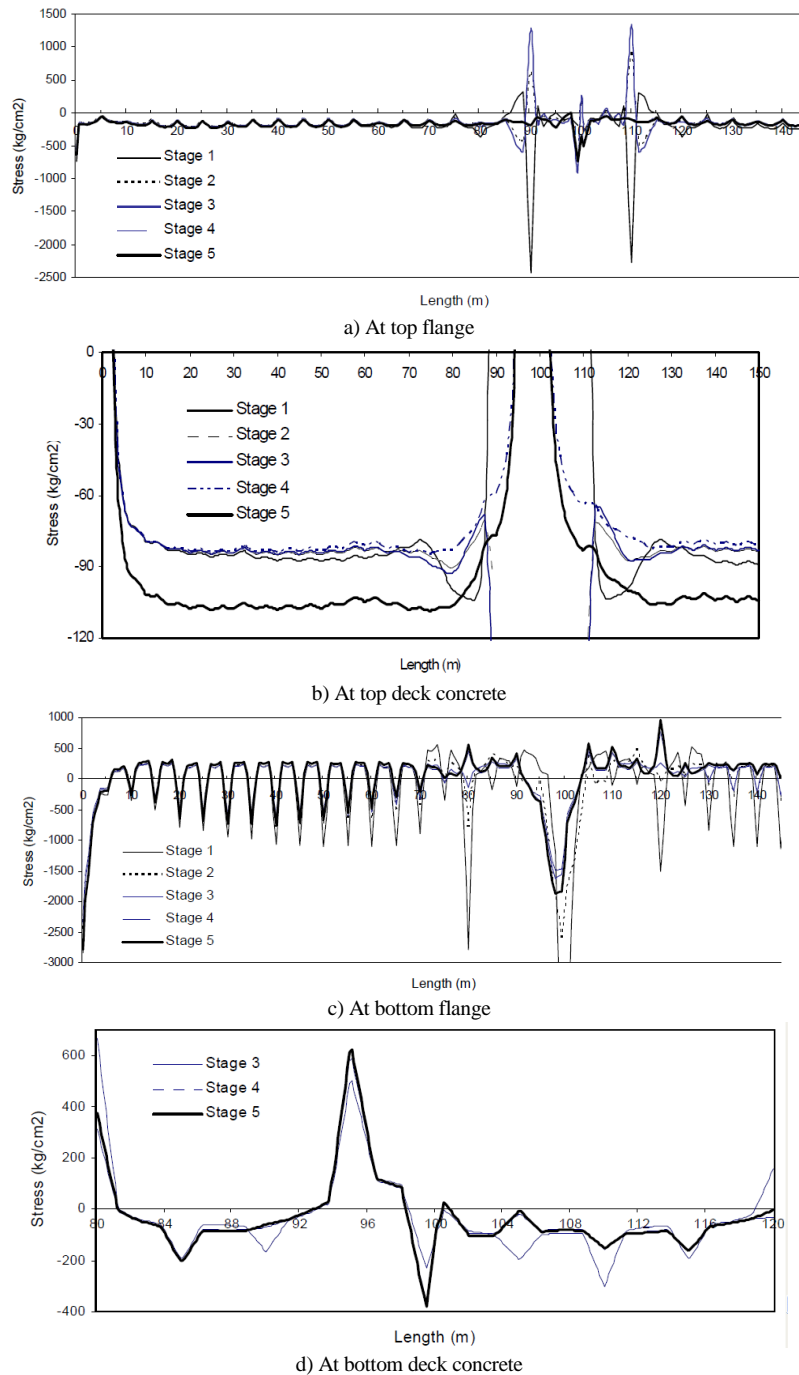 1500
1000
500
0
-500
-1000
-1500
-2000
-2500
0 10 20 30 40 50 60 70 80 90 100 110 120 130 140
Stress (kg/cm2)
Stage 1
Stage 2
Stage 3
Stage 4
Stage 5
Length (m)
a) At top flange
0
-30
-60
-90
-120
0 10 20 30 40 50 60 70 80 90 100 110 120 130 140 150
Stress (kg/cm2)
Stage 1
Stage 2
Stage 3
Stage 4
Stage 5
Length (m)
b) At top deck concrete
1000
500
0
-500
-1000
-1500
-2000
-2500
-3000
0 10 20 30 40 50 60 70 80 90 100 110 120 130 140
Stress (kg/cm2)
Stage 1
Stage 2
Stage 3
Stage 4
Stage 5
Length (m)
c) At bottom flange
600
400
200
0
-200
-400
80 84 88 92 96 100 104 108 112 116 120
Stress (kg/cm2)
Stage 3
Stage 4
Stage 5
Length (m)
d) At bottom deck concrete